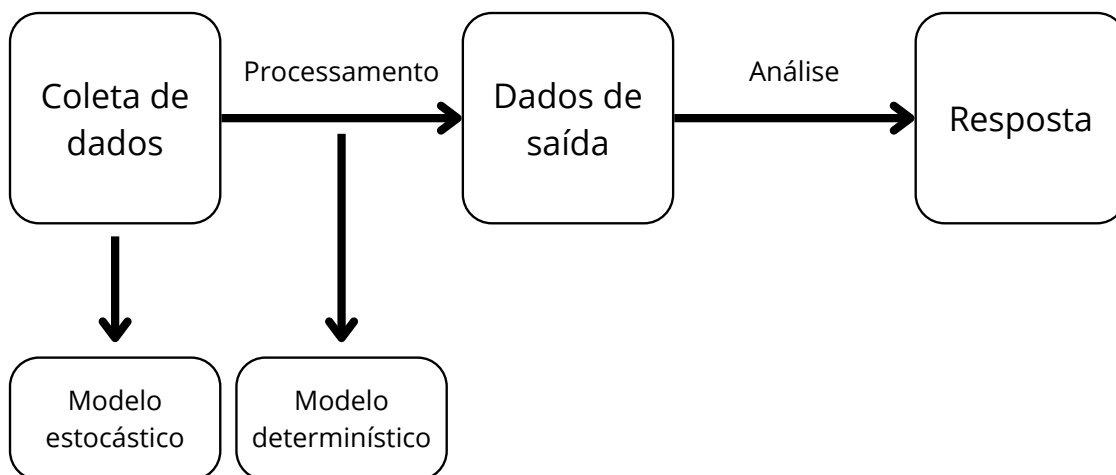 Processamento
Análise
Coleta de
dados
Dados de
saída
Resposta
Modelo
estocástico
Modelo
determinístico